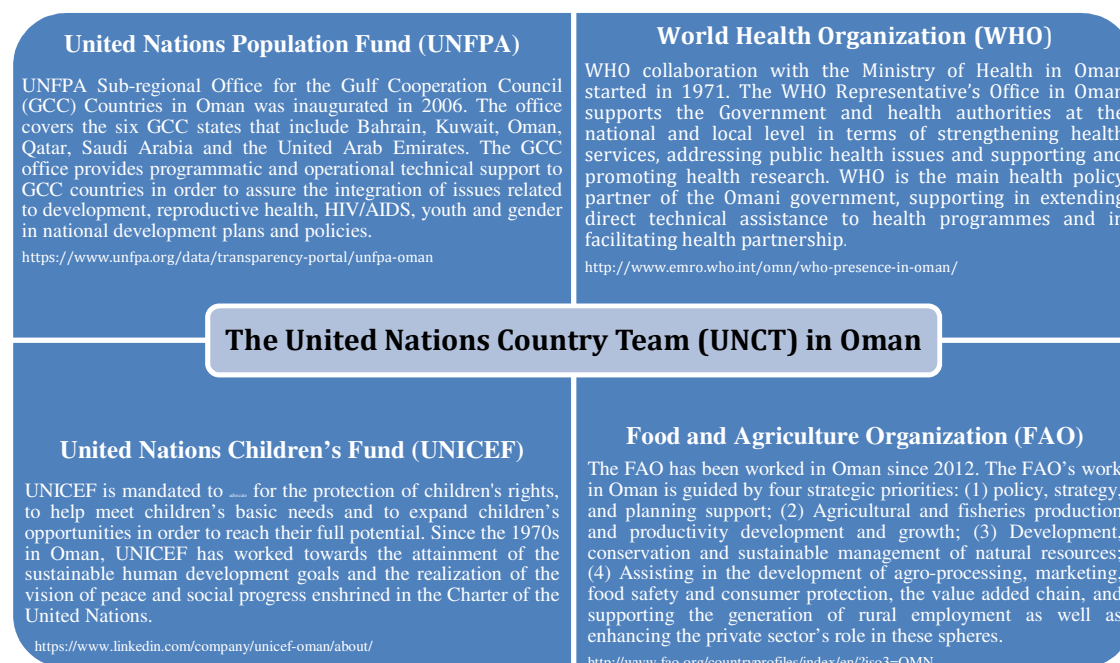 United Nations Population Fund (UNFPA)
UNFPA Sub-regional Office for the Gulf Cooperation Council
(GCC) Countries in Oman was inaugurated in 2006. The office
covers the six GCC states that include Bahrain, Kuwait, Oman,
Qatar, Saudi Arabia and the United Arab Emirates. The GCC
office provides programmatic and operational technical support to
GCC countries in order to assure the integration of issues related
to development, reproductive health, HIV/AIDS, youth and gender
in national development plans and policies.
https://www.unfpa.org/data/transparency-portal/unfpa-oman
World Health Organization (WHO)
WHO collaboration with the Ministry of Health in Oman
started in 1971. The WHO Representative's Office in Oman
supports the Government and health authorities at the
national and local level in terms of strengthening health
services, addressing public health issues and supporting and
promoting health research. WHO is the main health policy
partner of the Omani government, supporting in extending
direct technical assistance to health programmes and in
facilitating health partnership.
http://www.emro.who.int/omn/who-presence-in-oman/
The United Nations Country Team (UNCT) in Oman
United Nations Children's Fund (UNICEF)
UNICEF is mandated to for the protection of children's rights,
to help meet children's basic needs and to expand children's
opportunities in order to reach their full potential. Since the 1970s
in Oman, UNICEF has worked towards the attainment of the
sustainable human development goals and the realization of the
vision of peace and social progress enshrined in the Charter of the
United Nations.
https://www.linkedin.com/company/unicef-oman/about/
Food and Agriculture Organization (FAO)
The FAO has been worked in Oman since 2012. The FAO's work
in Oman is guided by four strategic priorities: (1) policy, strategy,
and planning support; (2) Agricultural and fisheries production
and productivity development and growth; (3) Development,
conservation and sustainable management of natural resources;
(4) Assisting in the development of agro-processing, marketing,
food safety and consumer protection, the value added chain, and
supporting the generation of rural employment as well as
enhancing the private sector's role in these spheres.
http://www.fao.org/countryprofiles/index/en/?iso3=OMN